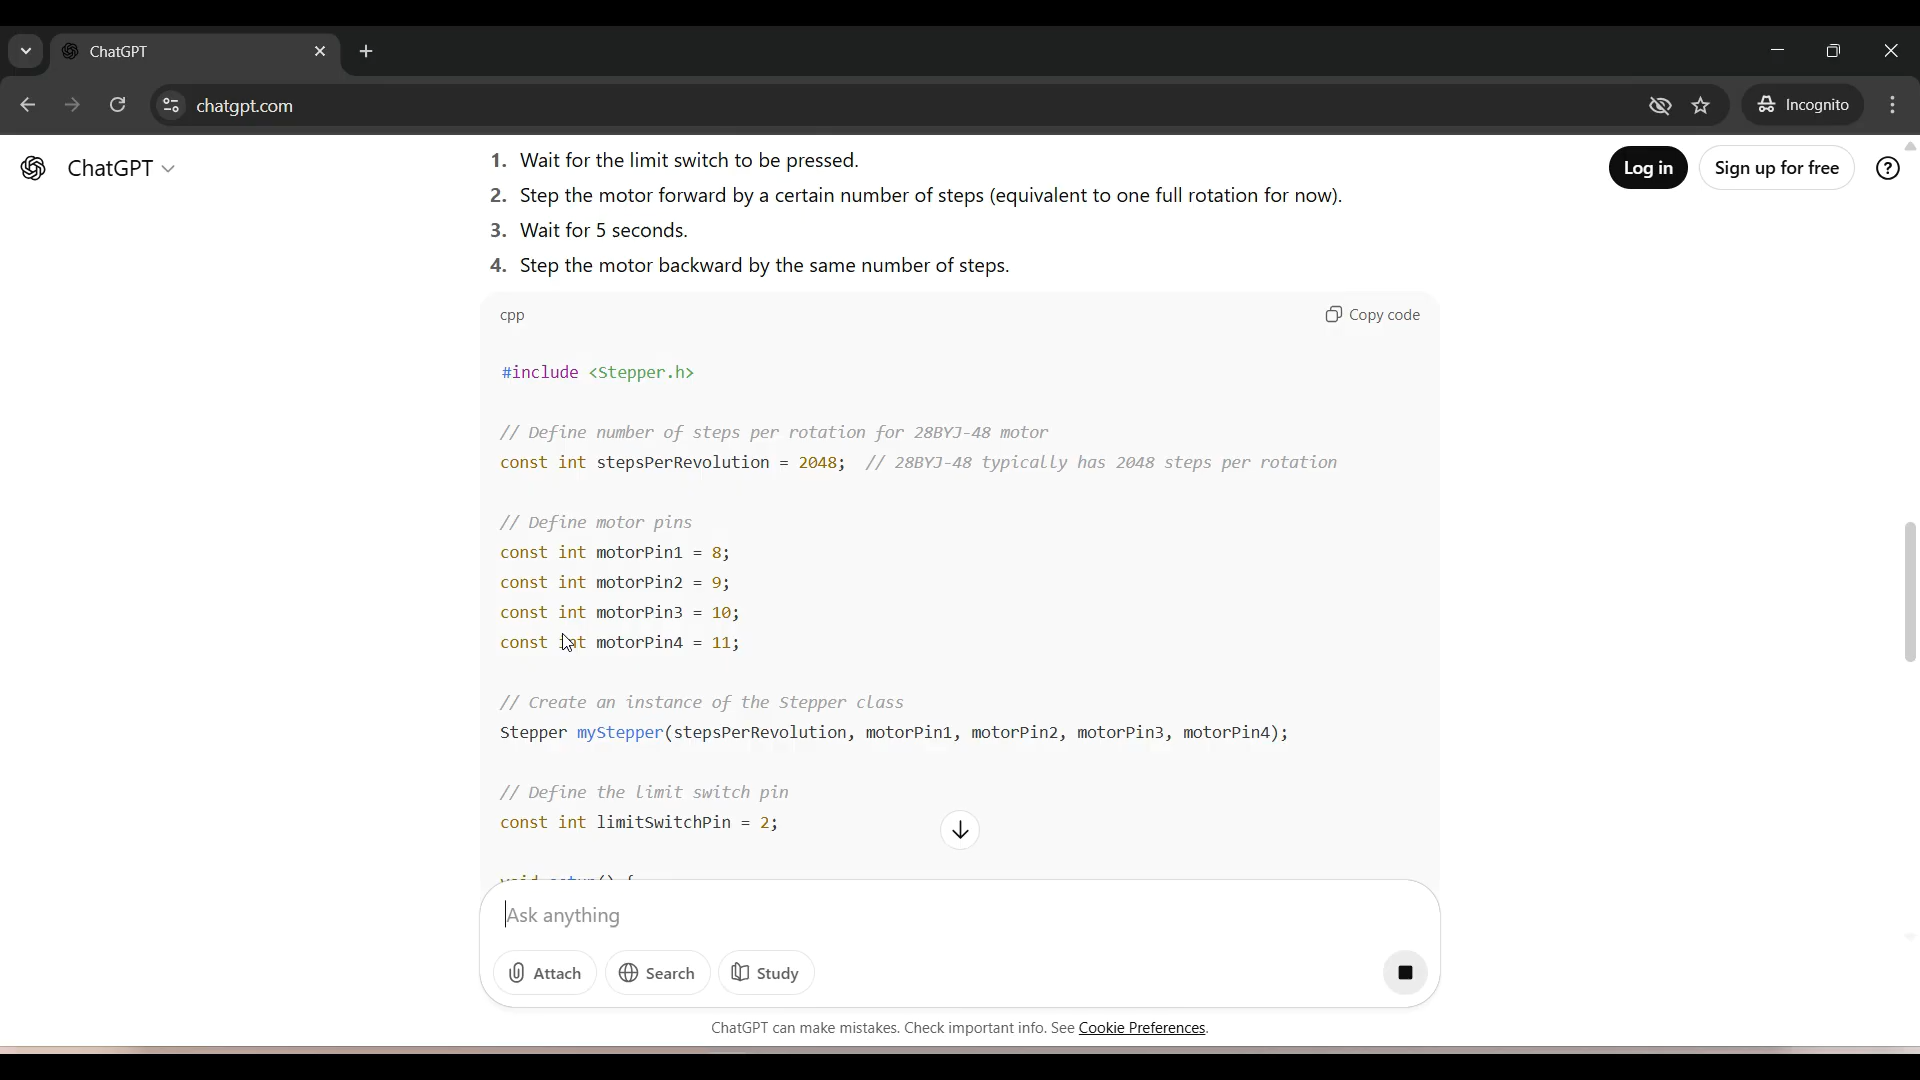 ChatGPT
chatgpt.com
Incognito
ChatGPT
Log in
Sign up for free
1. Wait for the limit switch to be pressed.
2. Step the motor forward by a certain number of steps (equivalent to one full rotation for now).
3. Wait for 5 seconds.
4. Step the motor backward by the same number of steps.
cpp
Copy code
#include <Stepper.h>
// Define number of steps per rotation for 28BYJ-48 motor
const int stepsPerRevolution = 2048;  // 28BYJ-48 typically has 2048 steps per rotation
// Define motor pins
const int motorPin1 = 8;
const int motorPin2 = 9;
const int motorPin3 = 10;
const int motorPin4 = 11;
// Create an instance of the Stepper class
Stepper myStepper(stepsPerRevolution, motorPin1, motorPin2, motorPin3, motorPin4);
// Define the limit switch pin
const int limitSwitchPin = 2;
void setup() {
Ask anything
Attach
Search
Study
ChatGPT can make mistakes. Check important info. See Cookie Preferences.